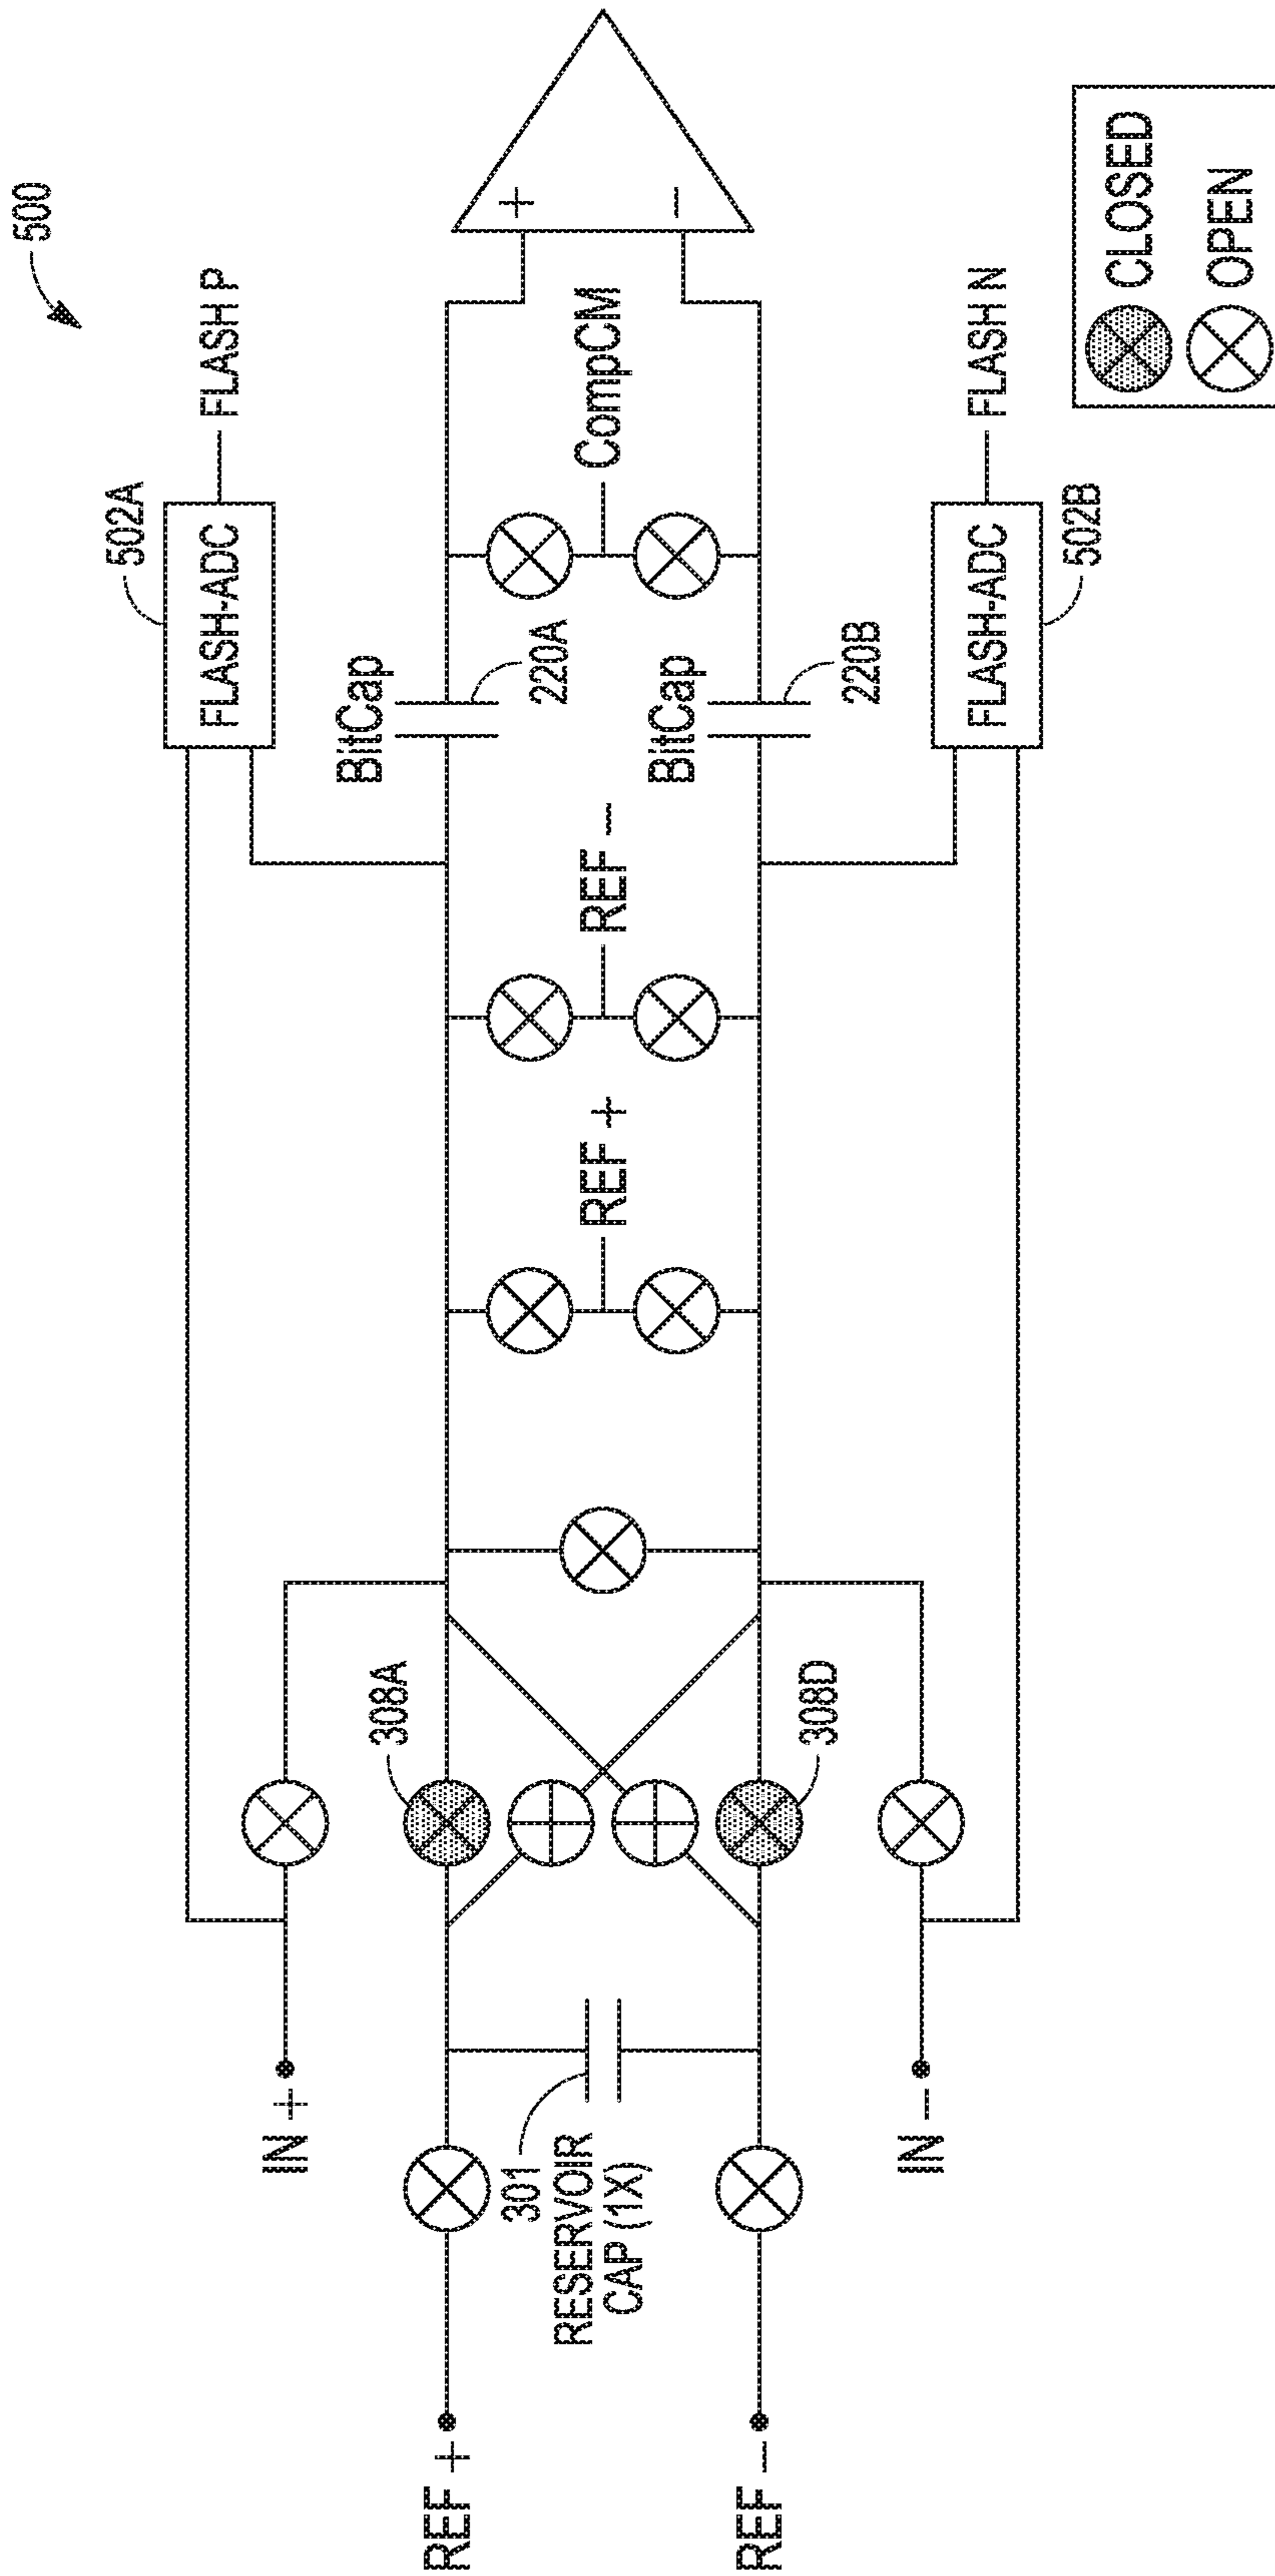 500
502A
FLASH-ADC
FLASH P
IN +
308A
BitCap
220A
REF +
301
RESERVOIR
CAP (1X)
REF +
REF -
CompCM
+
-
REF -
308D
BitCap
220B
IN -
FLASH-ADC
FLASH N
502B
CLOSED
OPEN